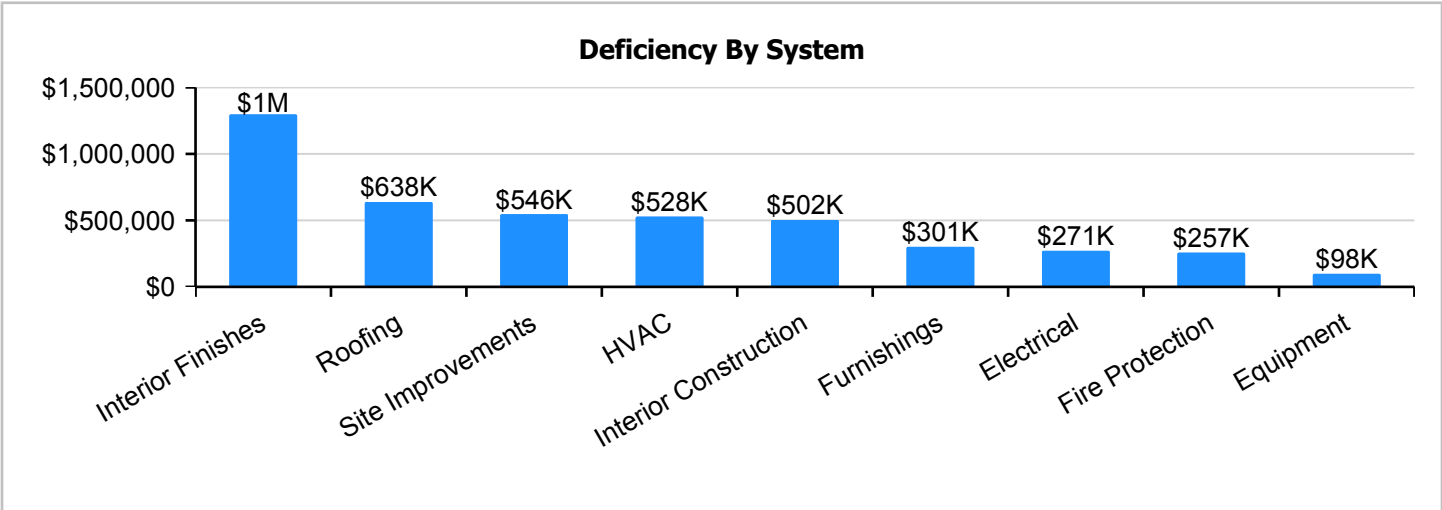 Deficiency By System
$1,500,000
$1,000,000
$500,000
$0
$1M
$638K
$546K
$528K
$502K
$301K
$271K
$257K
$98K
Interior Finishes
Roofing
Site Improvements
HVAC
Interior Construction
Furnishings
Electrical
Fire Protection
Equipment